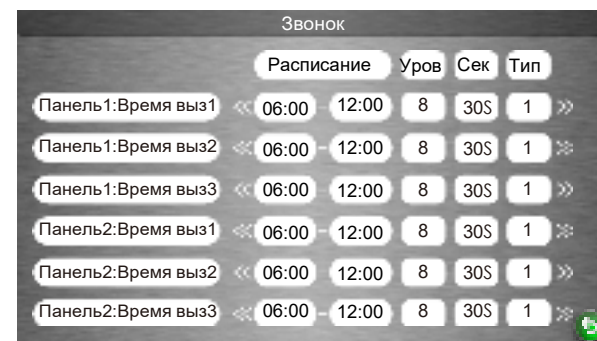 Звонок
Расписание Уров Сек Тип
Панель1:Время выз1 06:00 - 12:00 8 30S 1
Панель1:Время выз2 06:00 - 12:00 8 30S 1
Панель1:Время выз3 06:00 - 12:00 8 30S 1
Панель2:Время выз1 06:00 - 12:00 8 30S 1
Панель2:Время выз2 06:00 - 12:00 8 30S 1
Панель2:Время выз3 06:00 - 12:00 8 30S 1